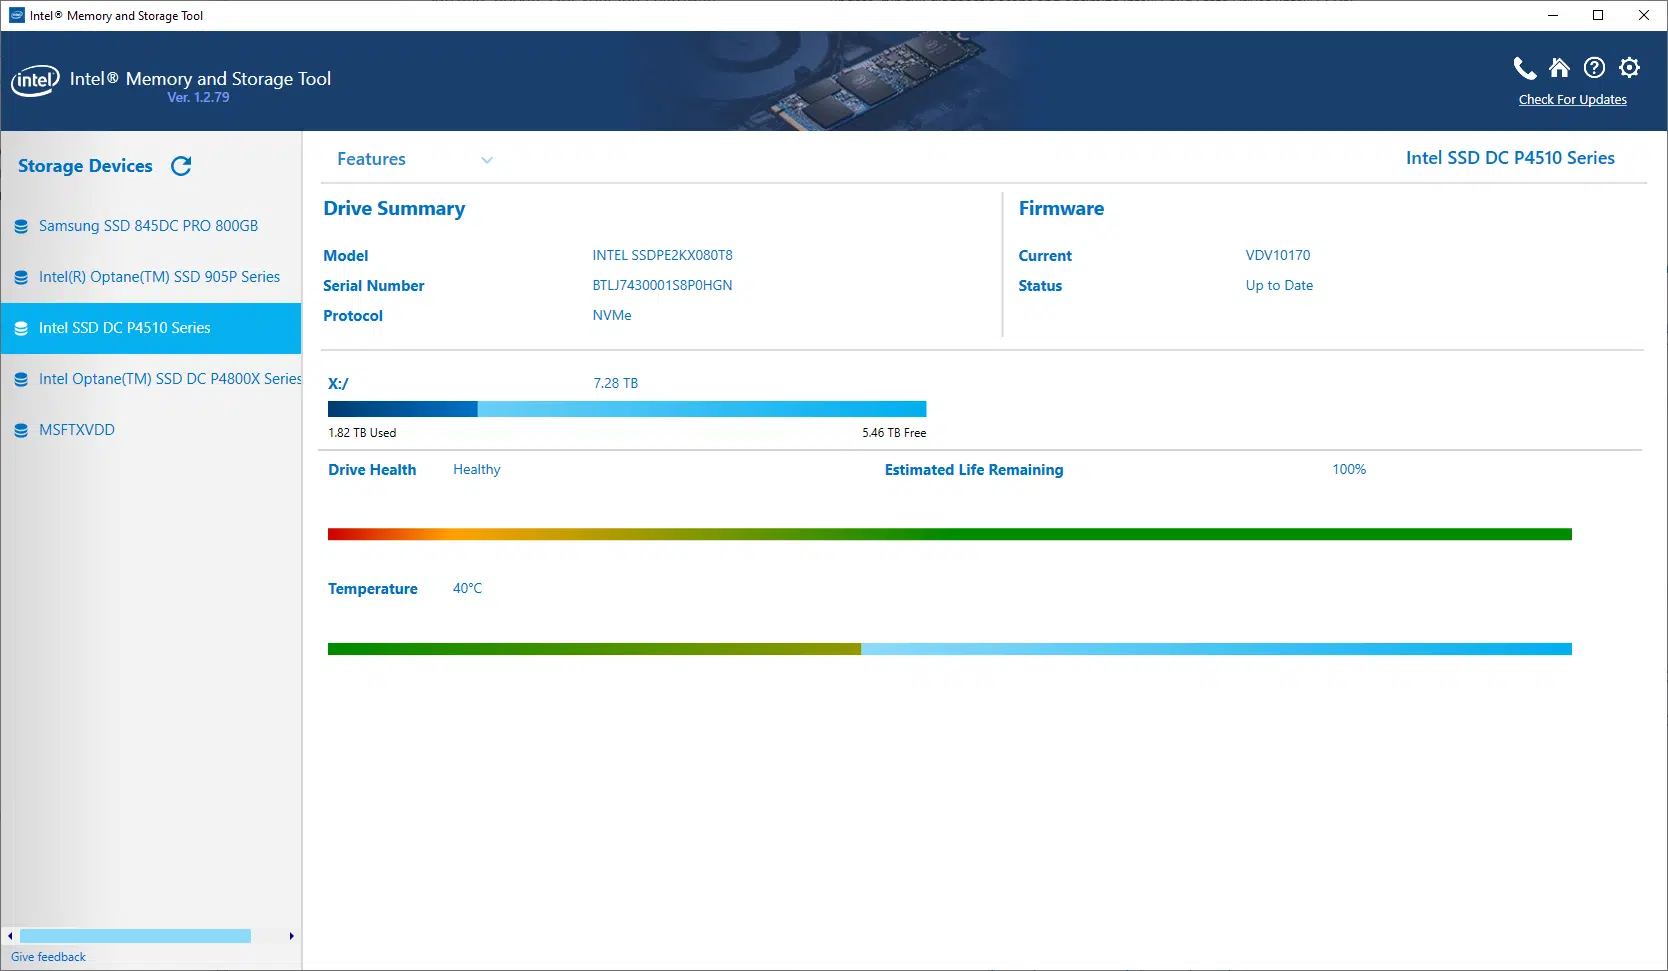 Intel® Memory and Storage Tool
intel
Intel® Memory and Storage Tool
Ver. 1.2.79
Check For Updates
Storage Devices
Samsung SSD 845DC PRO 800GB
Intel(R) Optane(TM) SSD 905P Series
Intel SSD DC P4510 Series
Intel Optane(TM) SSD DC P4800X Series
MSFTXVDD
Give feedback
Features
Intel SSD DC P4510 Series
Drive Summary
Model INTEL SSDPE2KX080T8
Serial Number BTLJ7430001S8P0HGN
Protocol NVMe
Firmware
Current VDV10170
Status Up to Date
X:/ 7.28 TB
1.82 TB Used 5.46 TB Free
Drive Health Healthy Estimated Life Remaining 100%
Temperature 40°C